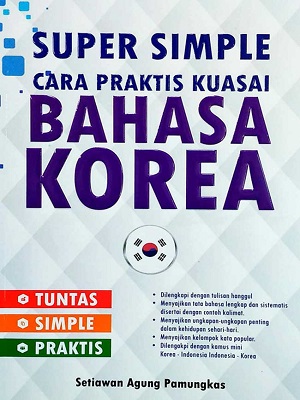 SUPER SIMPLE
CARA PRAKTIS KUASAI
BAHASA
KOREA
TUNTAS
SIMPLE
PRAKTIS
• Dilengkapi dengan tulisan hanggul
• Menyajikan tata bahasa lengkap dan sistematis
disertai dengan contoh kalimat.
• Menyajikan ungkapan-ungkapan penting
dalam kehidupan sehari-hari.
• Menyajikan kelompok kata popular.
• Dilengkapi dengan kamus mini
Korea - Indonesia Indonesia - Korea
Setiawan Agung Pamungkas